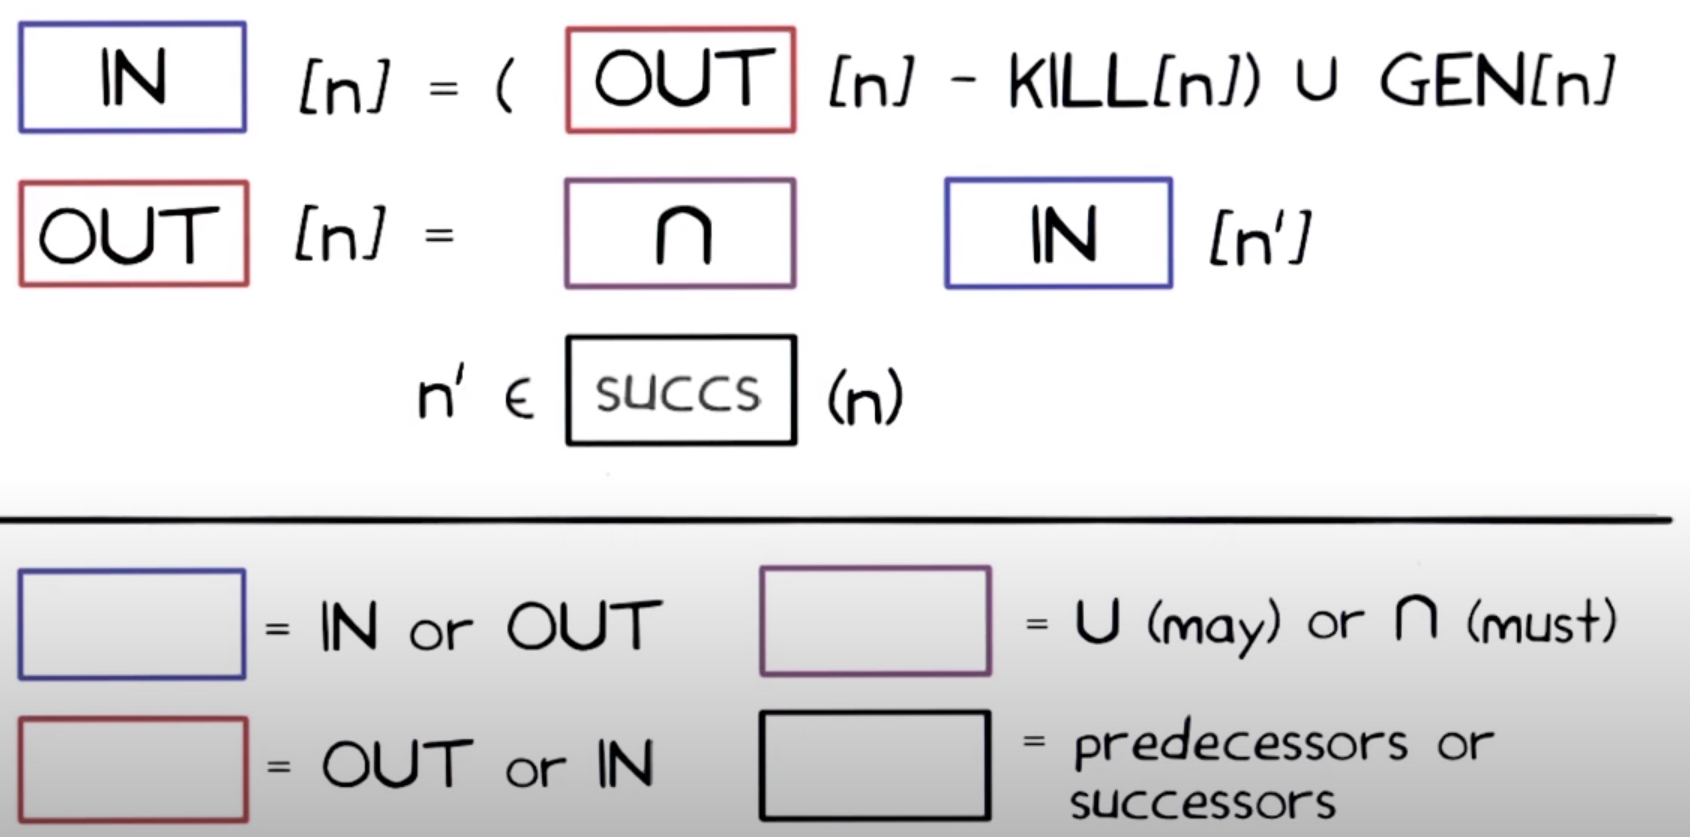 IN [n] = ( OUT [n] - KILL[n]) ∪ GEN[n]
OUT [n] = ∩ IN [n']
n' ∈ succs (n)
= IN or OUT
= ∪ (may) or ∩ (must)
= OUT or IN
= predecessors or
successors